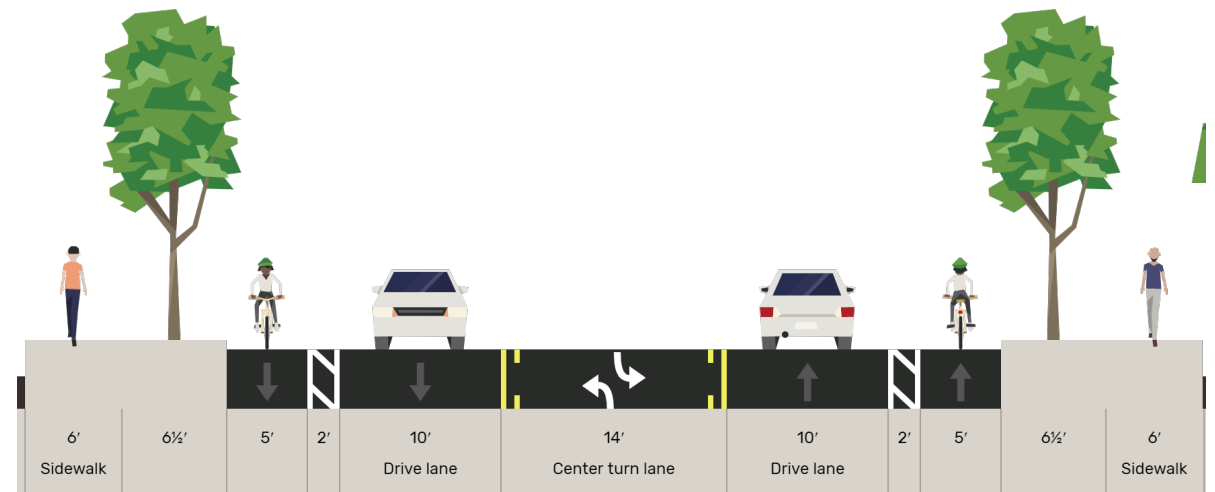 6′ 6½′ 5′ 2′ 10′ 14′ 10′ 2′ 5′ 6½′ 6′
Sidewalk Drive lane Center turn lane Drive lane Sidewalk